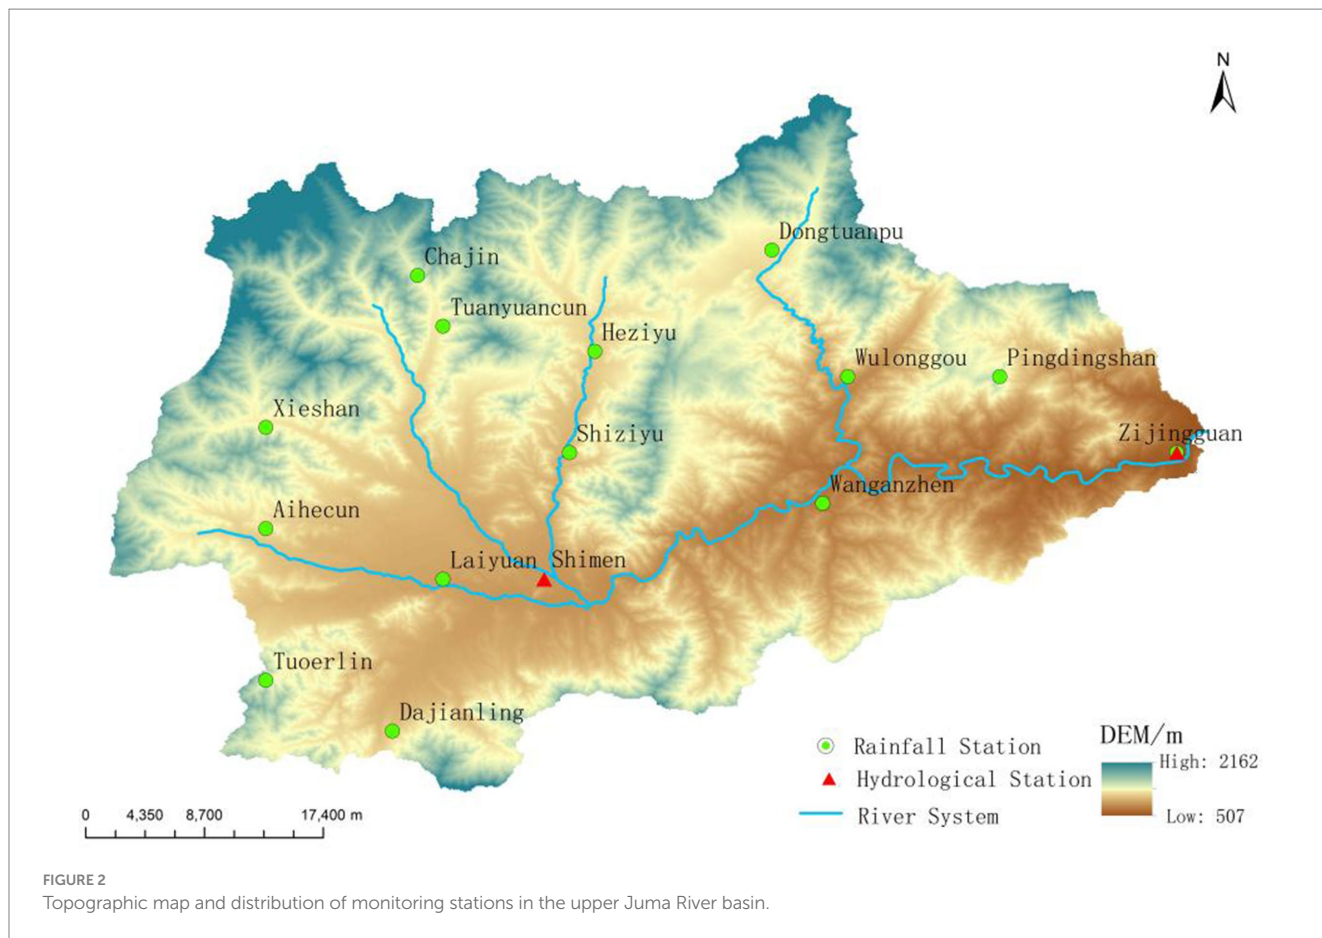 N
Dongtuanpu
Chajin
Tuanyuancun
Heziyu
Wulonggou
Pingdingshan
Xieshan
Shiziyu
Zijingguan
Wanganzhen
Aihecun
Laiyuan
Shimen
Tuoerlin
Dajianling
Rainfall Station
Hydrological Station
River System
DEM/m
High: 2162
Low: 507
0 4,350 8,700 17,400 m
FIGURE 2
Topographic map and distribution of monitoring stations in the upper Juma River basin.